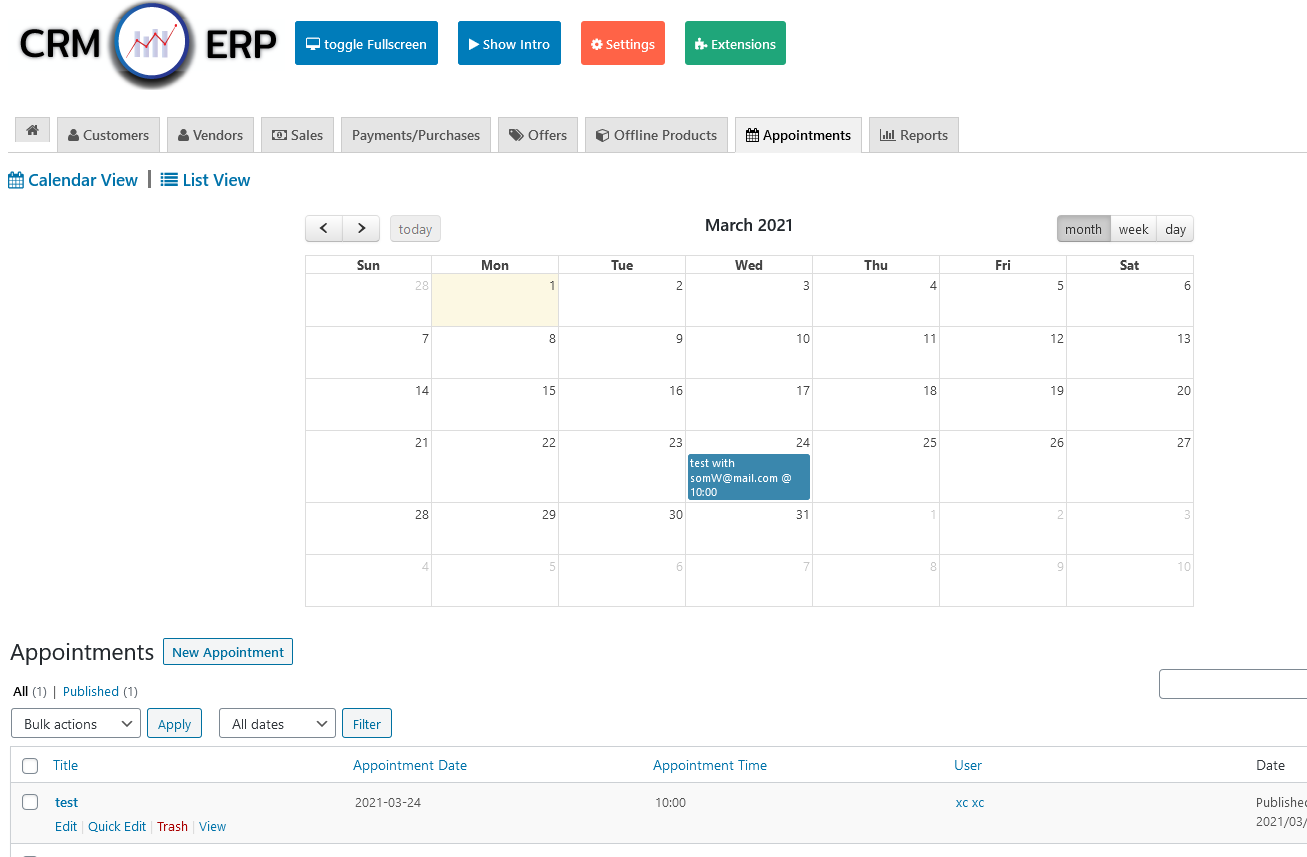 CRM ERP toggle Fullscreen Show Intro Settings Extensions
Customers Vendors Sales Payments/Purchases Offers Offline Products Appointments Reports
Calendar View | List View
today March 2021 month week day
Sun Mon Tue Wed Thu Fri Sat
28 1 2 3 4 5 6
7 8 9 10 11 12 13
14 15 16 17 18 19 20
21 22 23 24 25 26 27
test with
somW@mail.com @
10:00
28 29 30 31 1 2 3
4 5 6 7 8 9 10
Appointments New Appointment
All (1) | Published (1)
Bulk actions Apply All dates Filter
Title Appointment Date Appointment Time User Date
test 2021-03-24 10:00 xc xc Published
2021/03/
Edit | Quick Edit | Trash | View